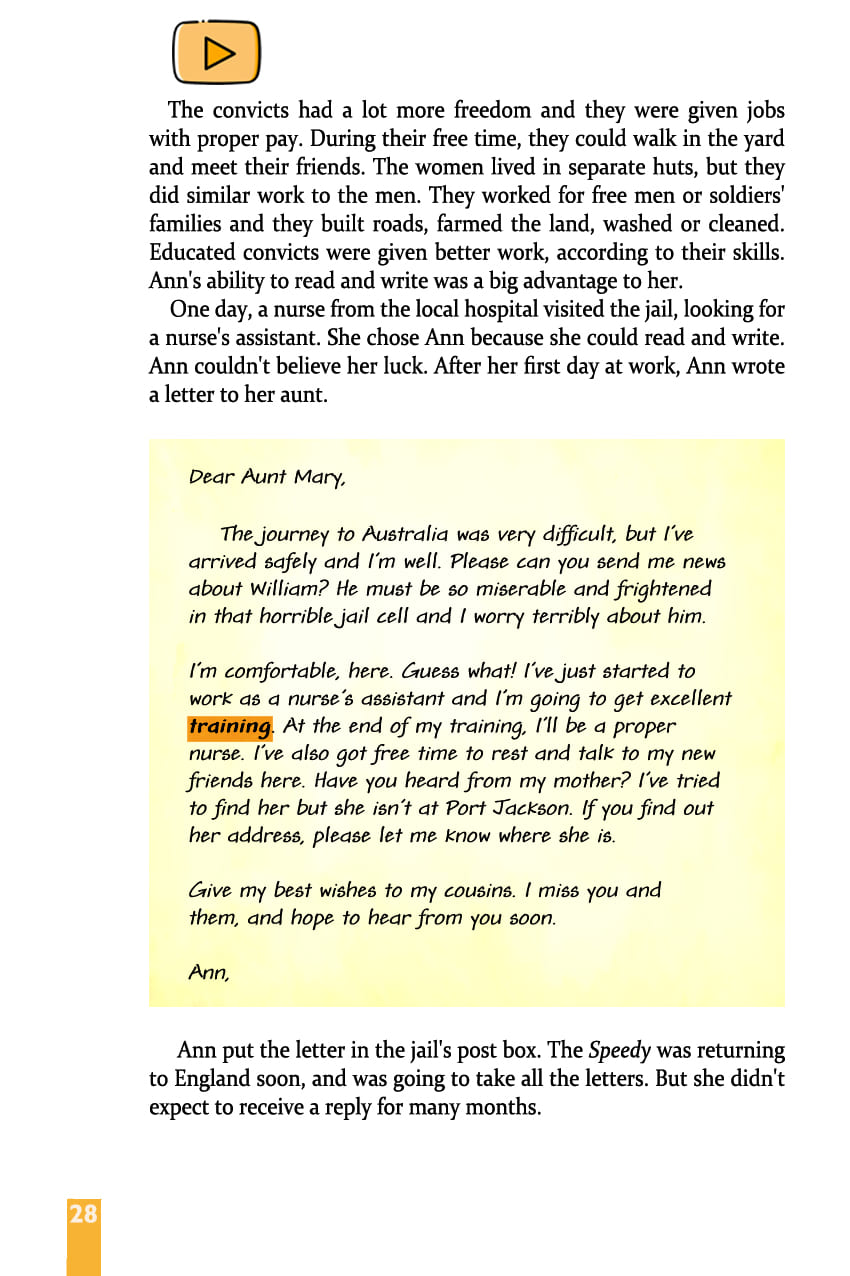 The convicts had a lot more freedom and they were given jobs
with proper pay. During their free time, they could walk in the yard
and meet their friends. The women lived in separate huts, but they
did similar work to the men. They worked for free men or soldiers'
families and they built roads, farmed the land, washed or cleaned.
Educated convicts were given better work, according to their skills.
Ann's ability to read and write was a big advantage to her.
One day, a nurse from the local hospital visited the jail, looking for
a nurse's assistant. She chose Ann because she could read and write.
Ann couldn't believe her luck. After her first day at work, Ann wrote
a letter to her aunt.
Dear Aunt Mary,
The journey to Australia was very difficult, but I've
arrived safely and I'm well. Please can you send me news
about William? He must be so miserable and frightened
in that horrible jail cell and I worry terribly about him.
I'm comfortable, here. Guess what! I've just started to
work as a nurse's assistant and I'm going to get excellent
training. At the end of my training, I'll be a proper
nurse. I've also got free time to rest and talk to my new
friends here. Have you heard from my mother? I've tried
to find her but she isn't at Port Jackson. If you find out
her address, please let me know where she is.
Give my best wishes to my cousins. I miss you and
them, and hope to hear from you soon.
Ann,
Ann put the letter in the jail's post box. The Speedy was returning
to England soon, and was going to take all the letters. But she didn't
expect to receive a reply for many months.
28